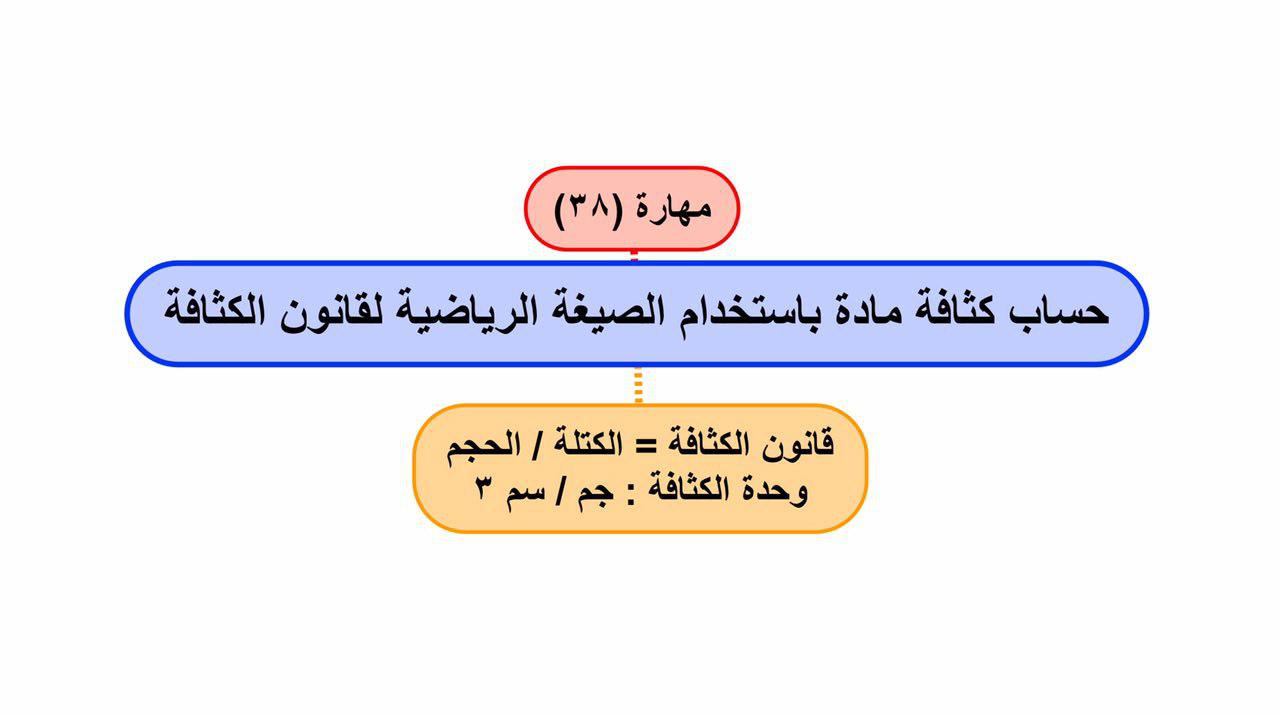 مهارة (٣٨)
حساب كثافة مادة باستخدام الصيغة الرياضية لقانون الكثافة
قانون الكثافة = الكتلة / الحجم
وحدة الكثافة : جم / سم ٣